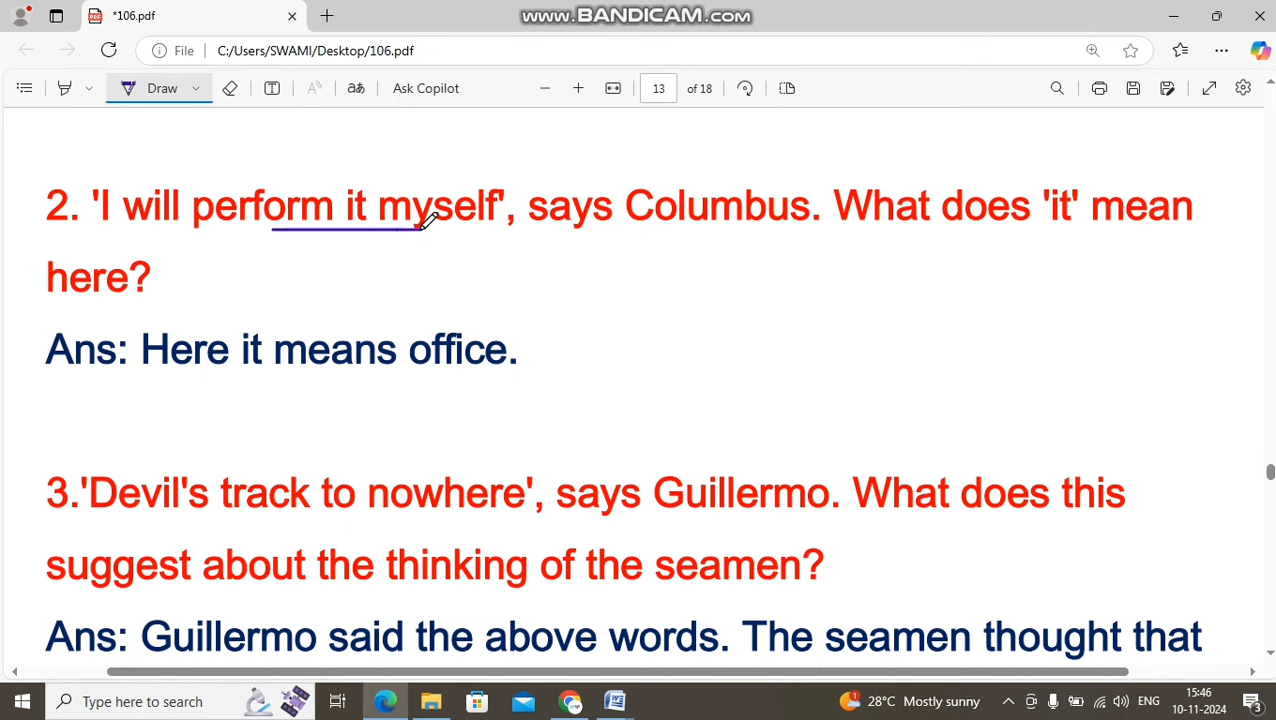 *106.pdf
www.BANDICAM.com
File C:/Users/SWAMI/Desktop/106.pdf
Draw aあ Ask Copilot 13 of 18
2. 'I will perform it myself', says Columbus. What does 'it' mean
here?
Ans: Here it means office.
3.'Devil's track to nowhere', says Guillermo. What does this
suggest about the thinking of the seamen?
Ans: Guillermo said the above words. The seamen thought that
Type here to search
28°C Mostly sunny
ENG
15:46
10-11-2024
3